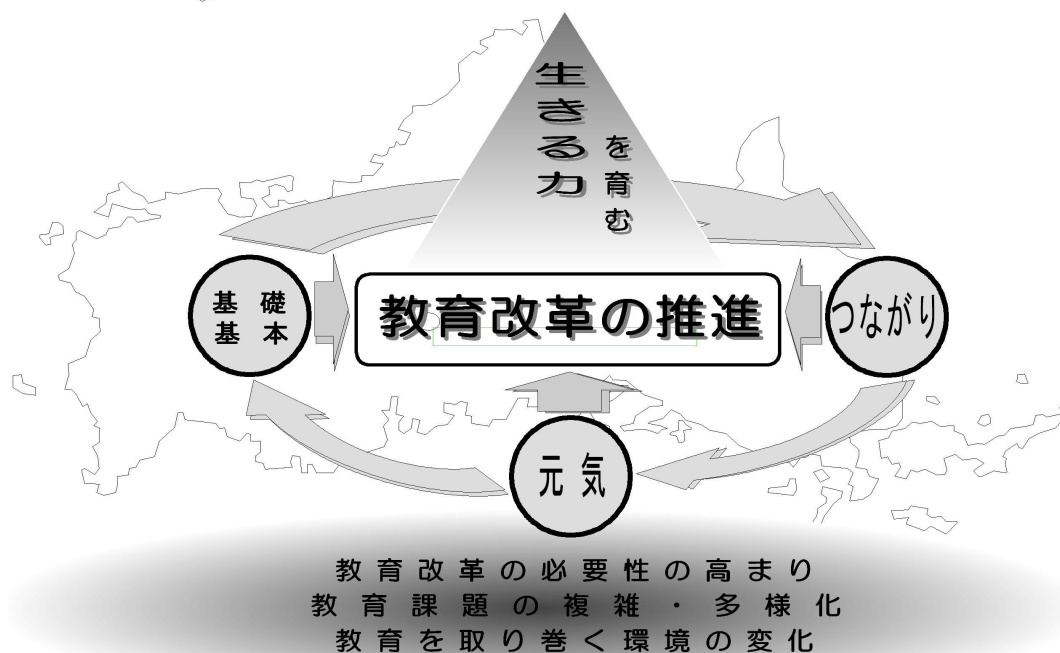 生きる力
を育む
基礎
基本
教育改革の推進
つながり
元気
教育改革の必要性の高まり
教育課題の複雑・多様化
教育を取り巻く環境の変化